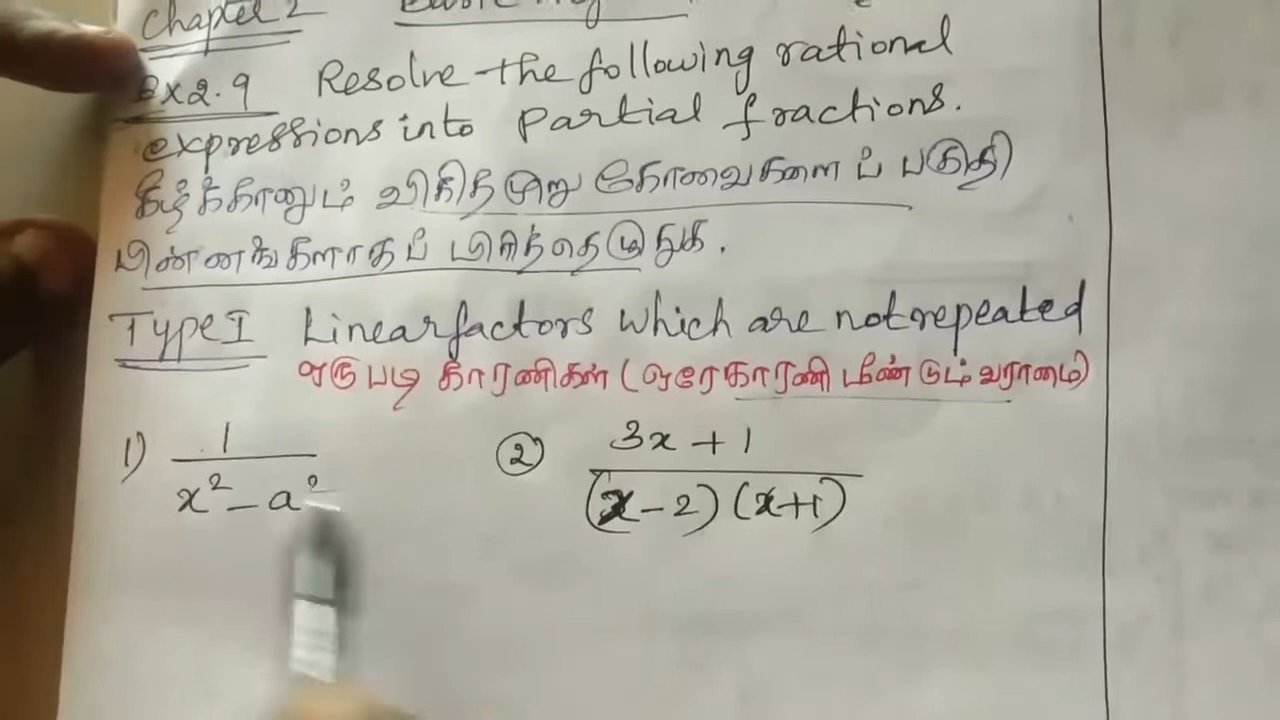 Chapter 2
Ex 2.9 Resolve the following rational
expressions into Partial fractions.
கீழ்க்காணும் விகிதமுறு கோவைகளைப் பகுதி
பின்னங்களாகப் பிரித்தெடுக்க.
Type I Linear factors which are not repeated
ஒருபடி காரணிகள் (ஒரே காரணி மீண்டும் வராமை)
1) 1 / x² - a² ② 3x + 1 / (x - 2) (x + 1)